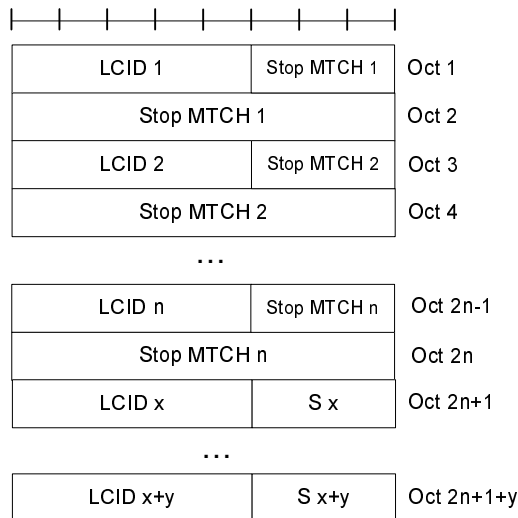 LCID 1 Stop MTCH 1 Oct 1
Stop MTCH 1 Oct 2
LCID 2 Stop MTCH 2 Oct 3
Stop MTCH 2 Oct 4
...
LCID n Stop MTCH n Oct 2n-1
Stop MTCH n Oct 2n
LCID x S x Oct 2n+1
...
LCID x+y S x+y Oct 2n+1+y